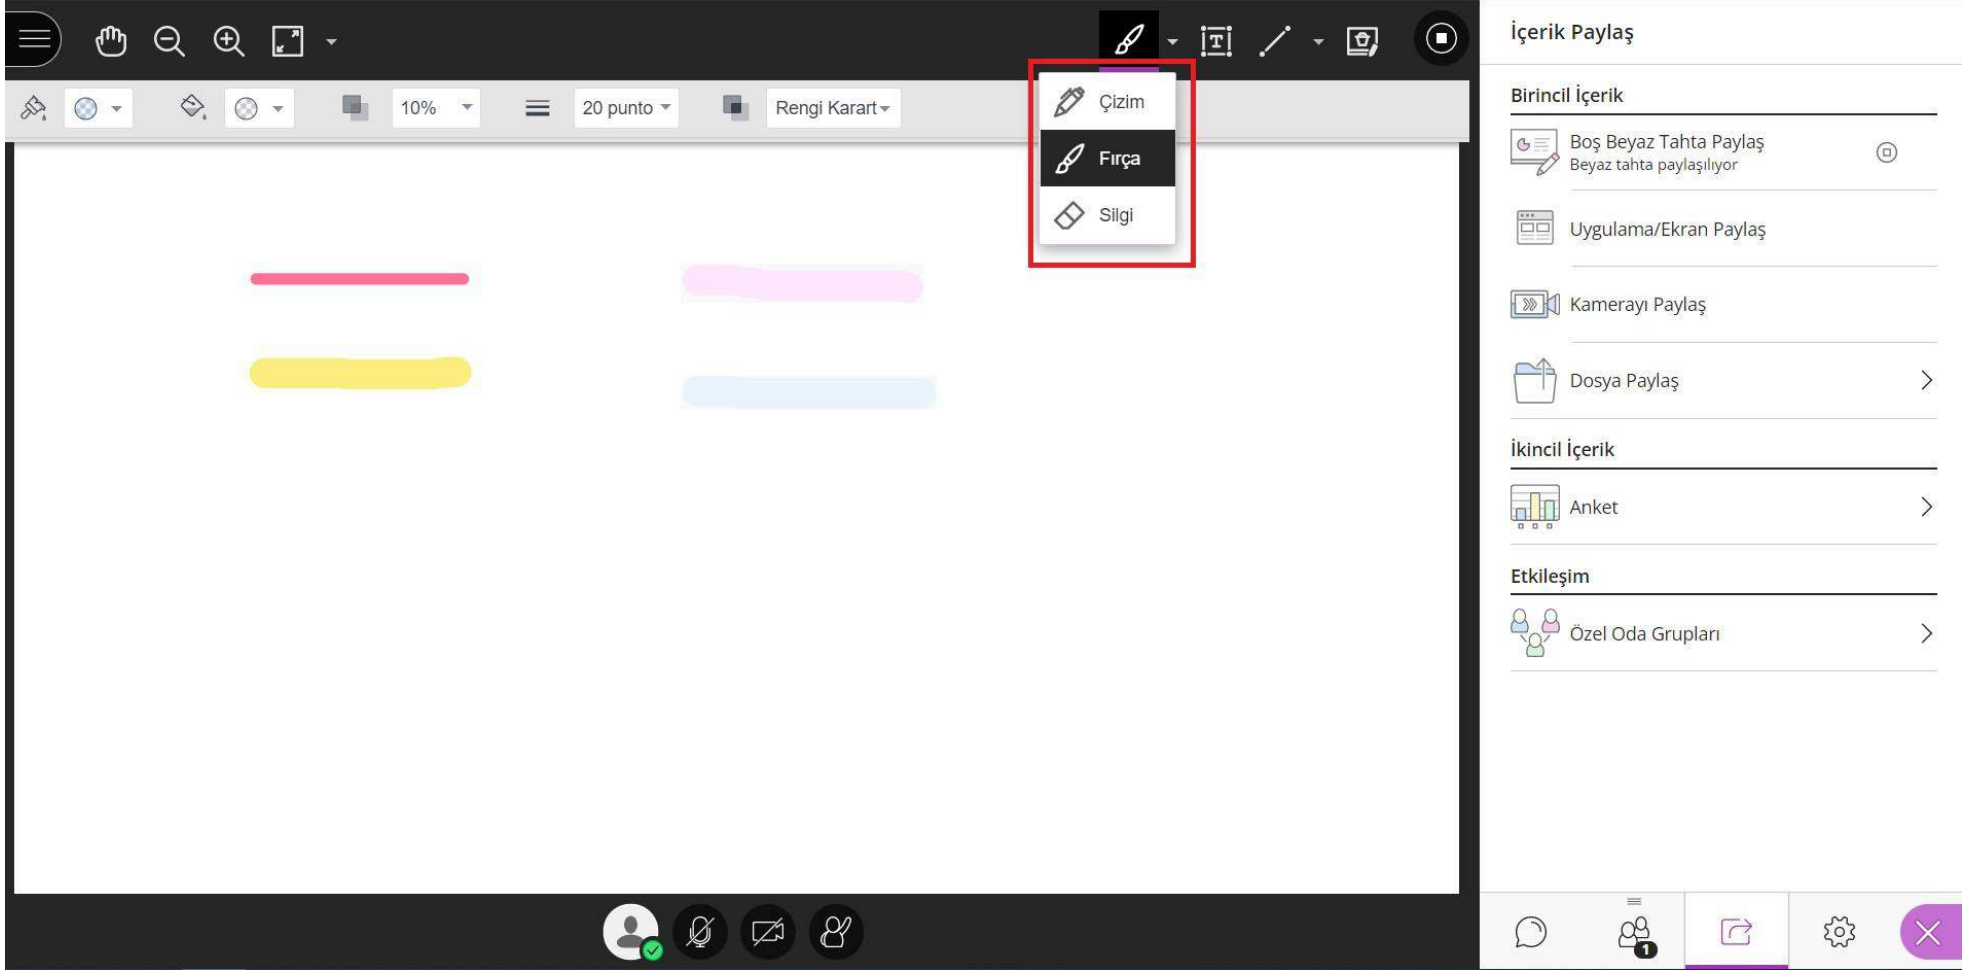 İçerik Paylaş
10%
20 punto
Rengi Karart
Çizim
Fırça
Silgi
Birincil İçerik
Boş Beyaz Tahta Paylaş
Beyaz tahta paylaşılıyor
Uygulama/Ekran Paylaş
Kamerayı Paylaş
Dosya Paylaş
İkincil İçerik
Anket
Etkileşim
Özel Oda Grupları
1